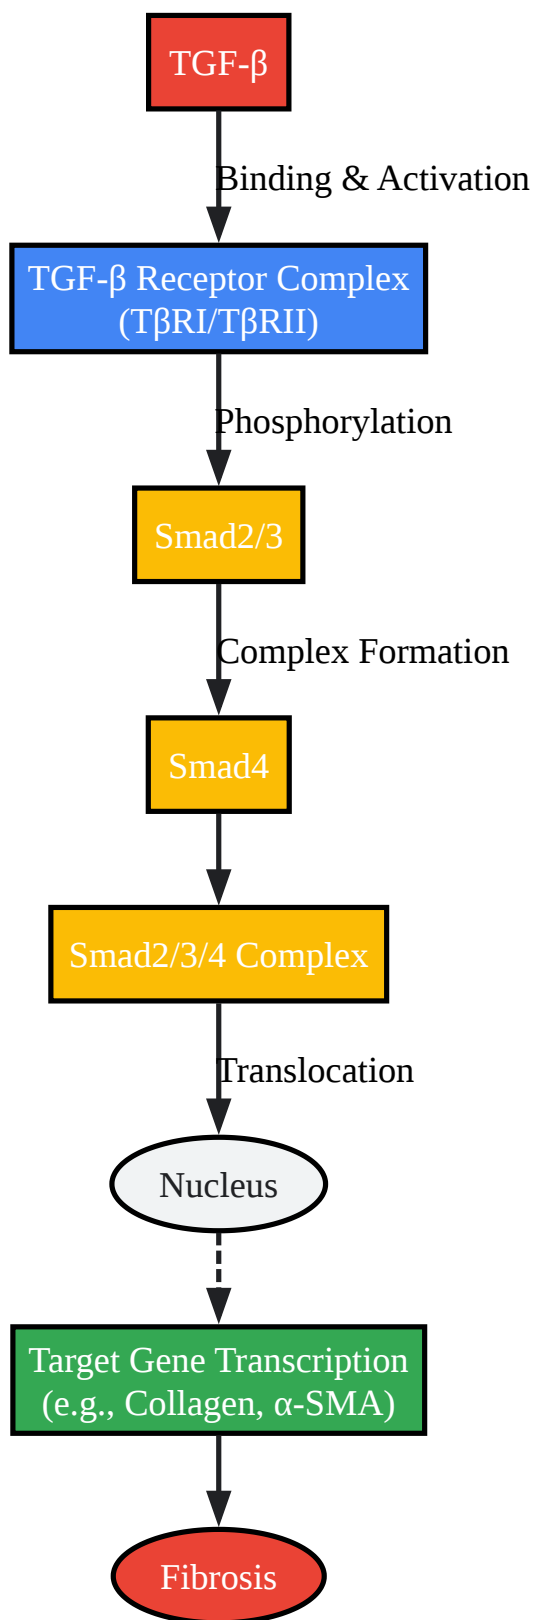 TGF-β
Binding & Activation
TGF-β Receptor Complex
(TβRI/TβRII)
Phosphorylation
Smad2/3
Complex Formation
Smad4
Smad2/3/4 Complex
Translocation
Nucleus
Target Gene Transcription
(e.g., Collagen, α-SMA)
Fibrosis